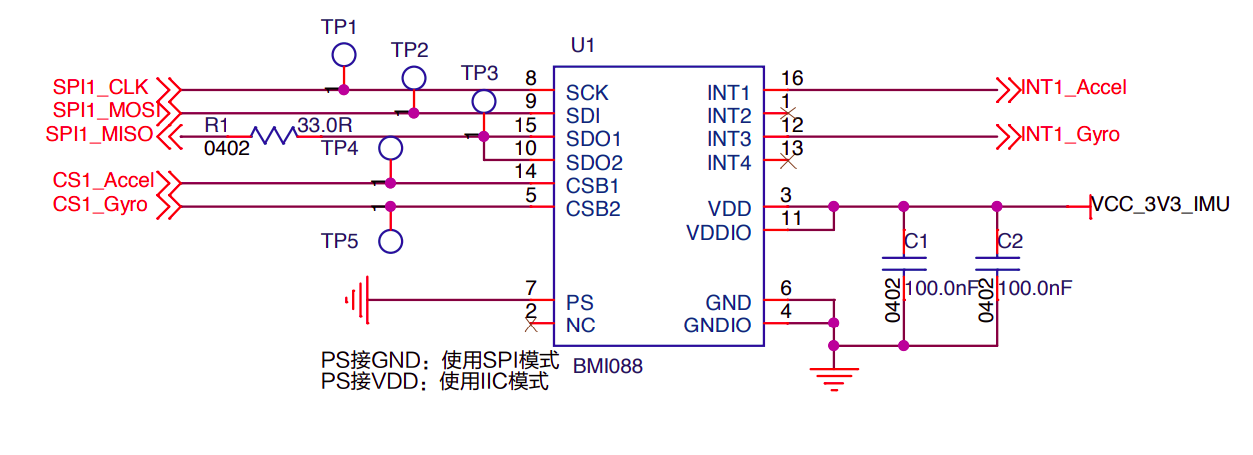 TP1
U1
TP2
TP3
SPI1_CLK
8
SCK
INT1
16
INT1_Accel
SPI1_MOSI
9
SDI
INT2
1
SPI1_MISO
R1
33.0R
0402
15
SDO1
INT3
12
INT1_Gyro
TP4
10
SDO2
INT4
13
CS1_Accel
14
CSB1
CS1_Gyro
5
CSB2
VDD
3
VCC_3V3_IMU
TP5
VDDIO
11
C1
C2
0402
100.0nF
0402
100.0nF
7
PS
GND
6
2
NC
GNDIO
4
PS接GND：使用SPI模式
PS接VDD：使用IIC模式
BMI088